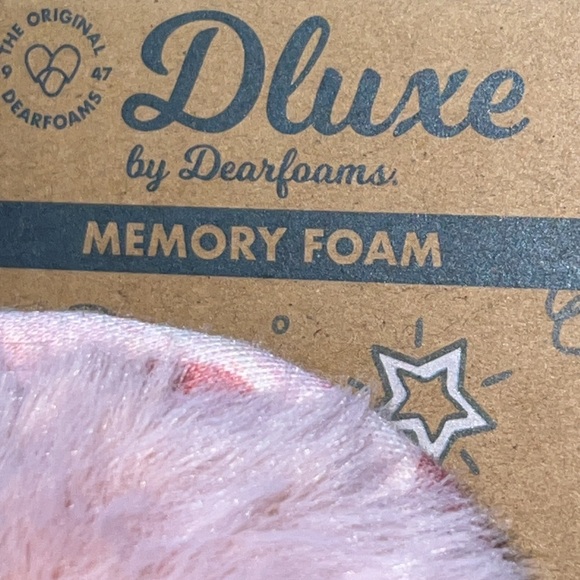 THE ORIGINAL
9 47
DEARFOAMS
Dluxe
by Dearfoams.
MEMORY FOAM